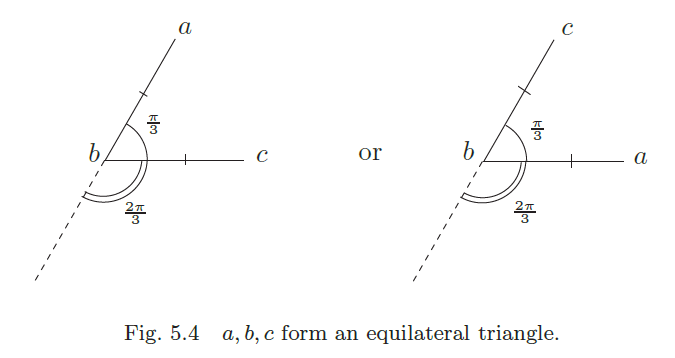 a
π/3
b
c
2π/3
or
c
π/3
b
a
2π/3
Fig. 5.4 a, b, c form an equilateral triangle.